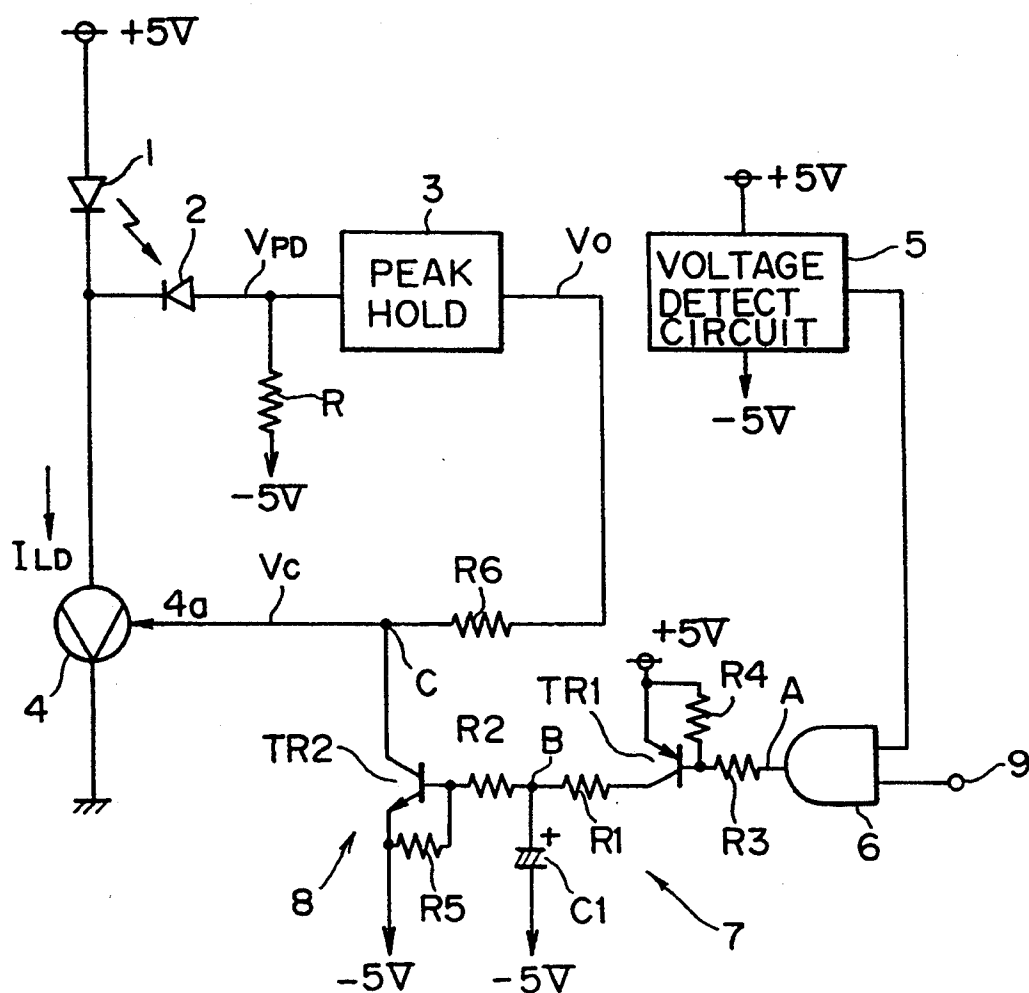 +5V
1
2
VPD
3
PEAK
HOLD
Vo
+5V
5
VOLTAGE
DETECT
CIRCUIT
-5V
R
-5V
ILD
4
4a
Vc
C
R6
+5V
TR1
R4
A
9
6
R3
TR2
R2
B
R1
8
R5
+
C1
7
-5V
-5V